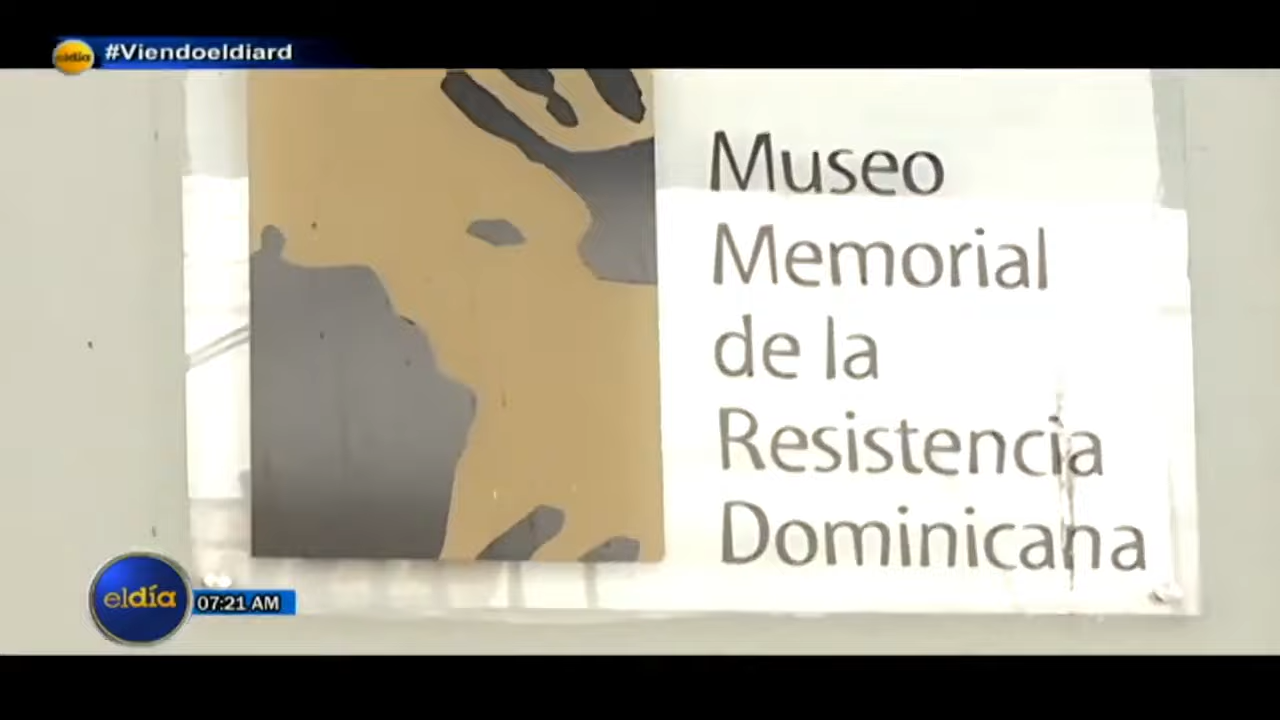 eldía #Viendoeldiard
Museo
Memorial
de la
Resistencia
Dominicana
eldía 07:21 AM